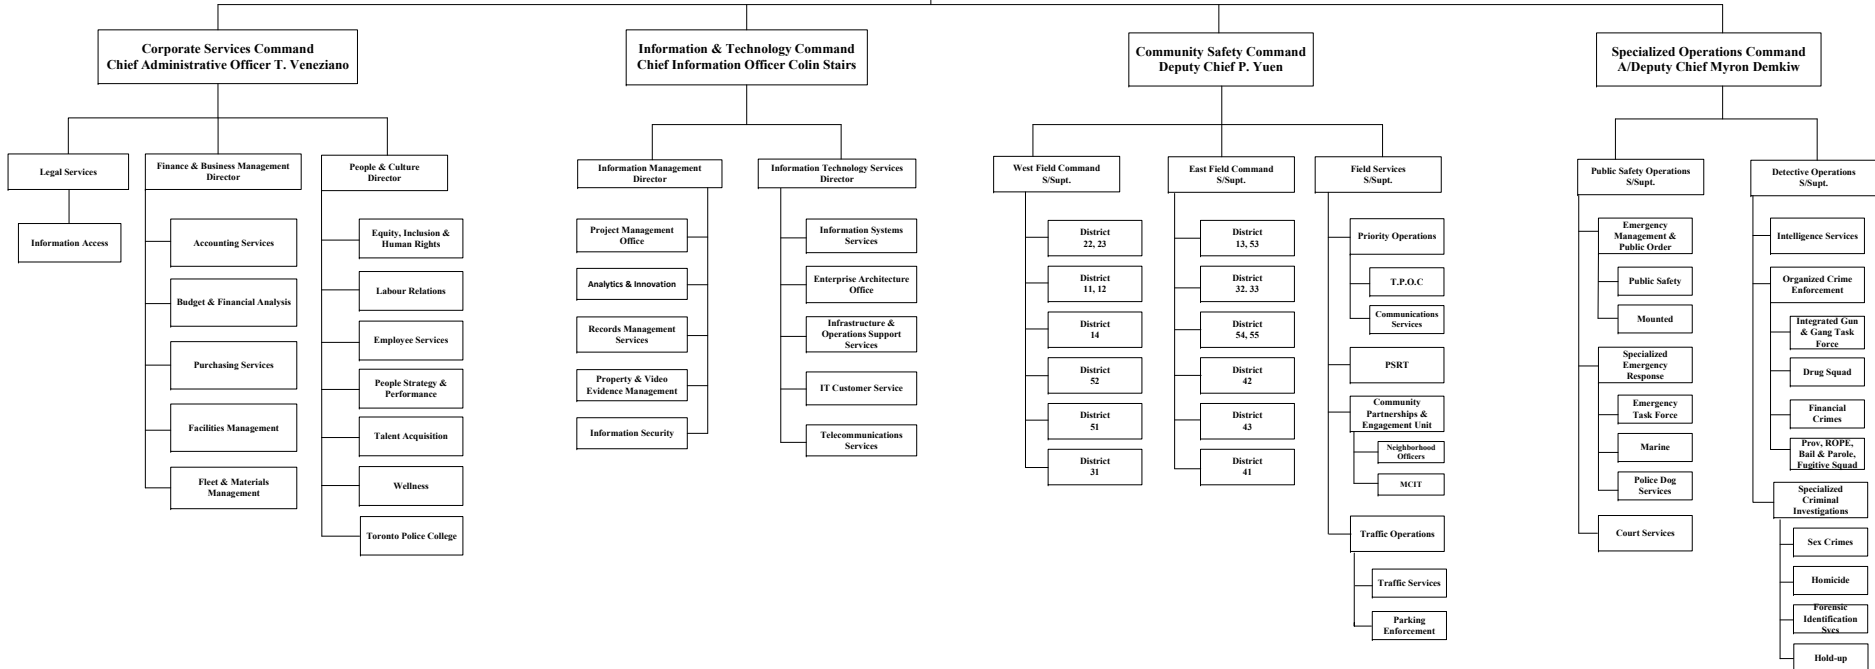 Corporate Services Command
Chief Administrative Officer T. Veneziano
Legal Services
Information Access
Finance & Business Management
Director
Accounting Services
Budget & Financial Analysis
Purchasing Services
Facilities Management
Fleet & Materials
Management
People & Culture
Director
Equity, Inclusion &
Human Rights
Labour Relations
Employee Services
People Strategy &
Performance
Talent Acquisition
Wellness
Toronto Police College
Information & Technology Command
Chief Information Officer Colin Stairs
Information Management
Director
Project Management
Office
Analytics & Innovation
Records Management
Services
Property & Video
Evidence Management
Information Security
Information Technology Services
Director
Information Systems
Services
Enterprise Architecture
Office
Infrastructure &
Operations Support
Services
IT Customer Service
Telecommunications
Services
Community Safety Command
Deputy Chief P. Yuen
West Field Command
S/Supt.
District
22, 23
District
11, 12
District
14
District
52
District
51
District
31
East Field Command
S/Supt.
District
13, 53
District
32. 33
District
54, 55
District
42
District
43
District
41
Field Services
S/Supt.
Priority Operations
T.P.O.C
Communications
Services
PSRT
Community
Partnerships &
Engagement Unit
Neighborhood
Officers
MCIT
Traffic Operations
Traffic Services
Parking
Enforcement
Specialized Operations Command
A/Deputy Chief Myron Demkiw
Public Safety Operations
S/Supt.
Emergency
Management &
Public Order
Public Safety
Mounted
Specialized
Emergency
Response
Emergency
Task Force
Marine
Police Dog
Services
Court Services
Detective Operations
S/Supt.
Intelligence Services
Organized Crime
Enforcement
Integrated Gun
& Gang Task
Force
Drug Squad
Financial
Crimes
Prov, ROPE,
Bail & Parole,
Fugitive Squad
Specialized
Criminal
Investigations
Sex Crimes
Homicide
Forensic
Identification
Svcs
Hold-up